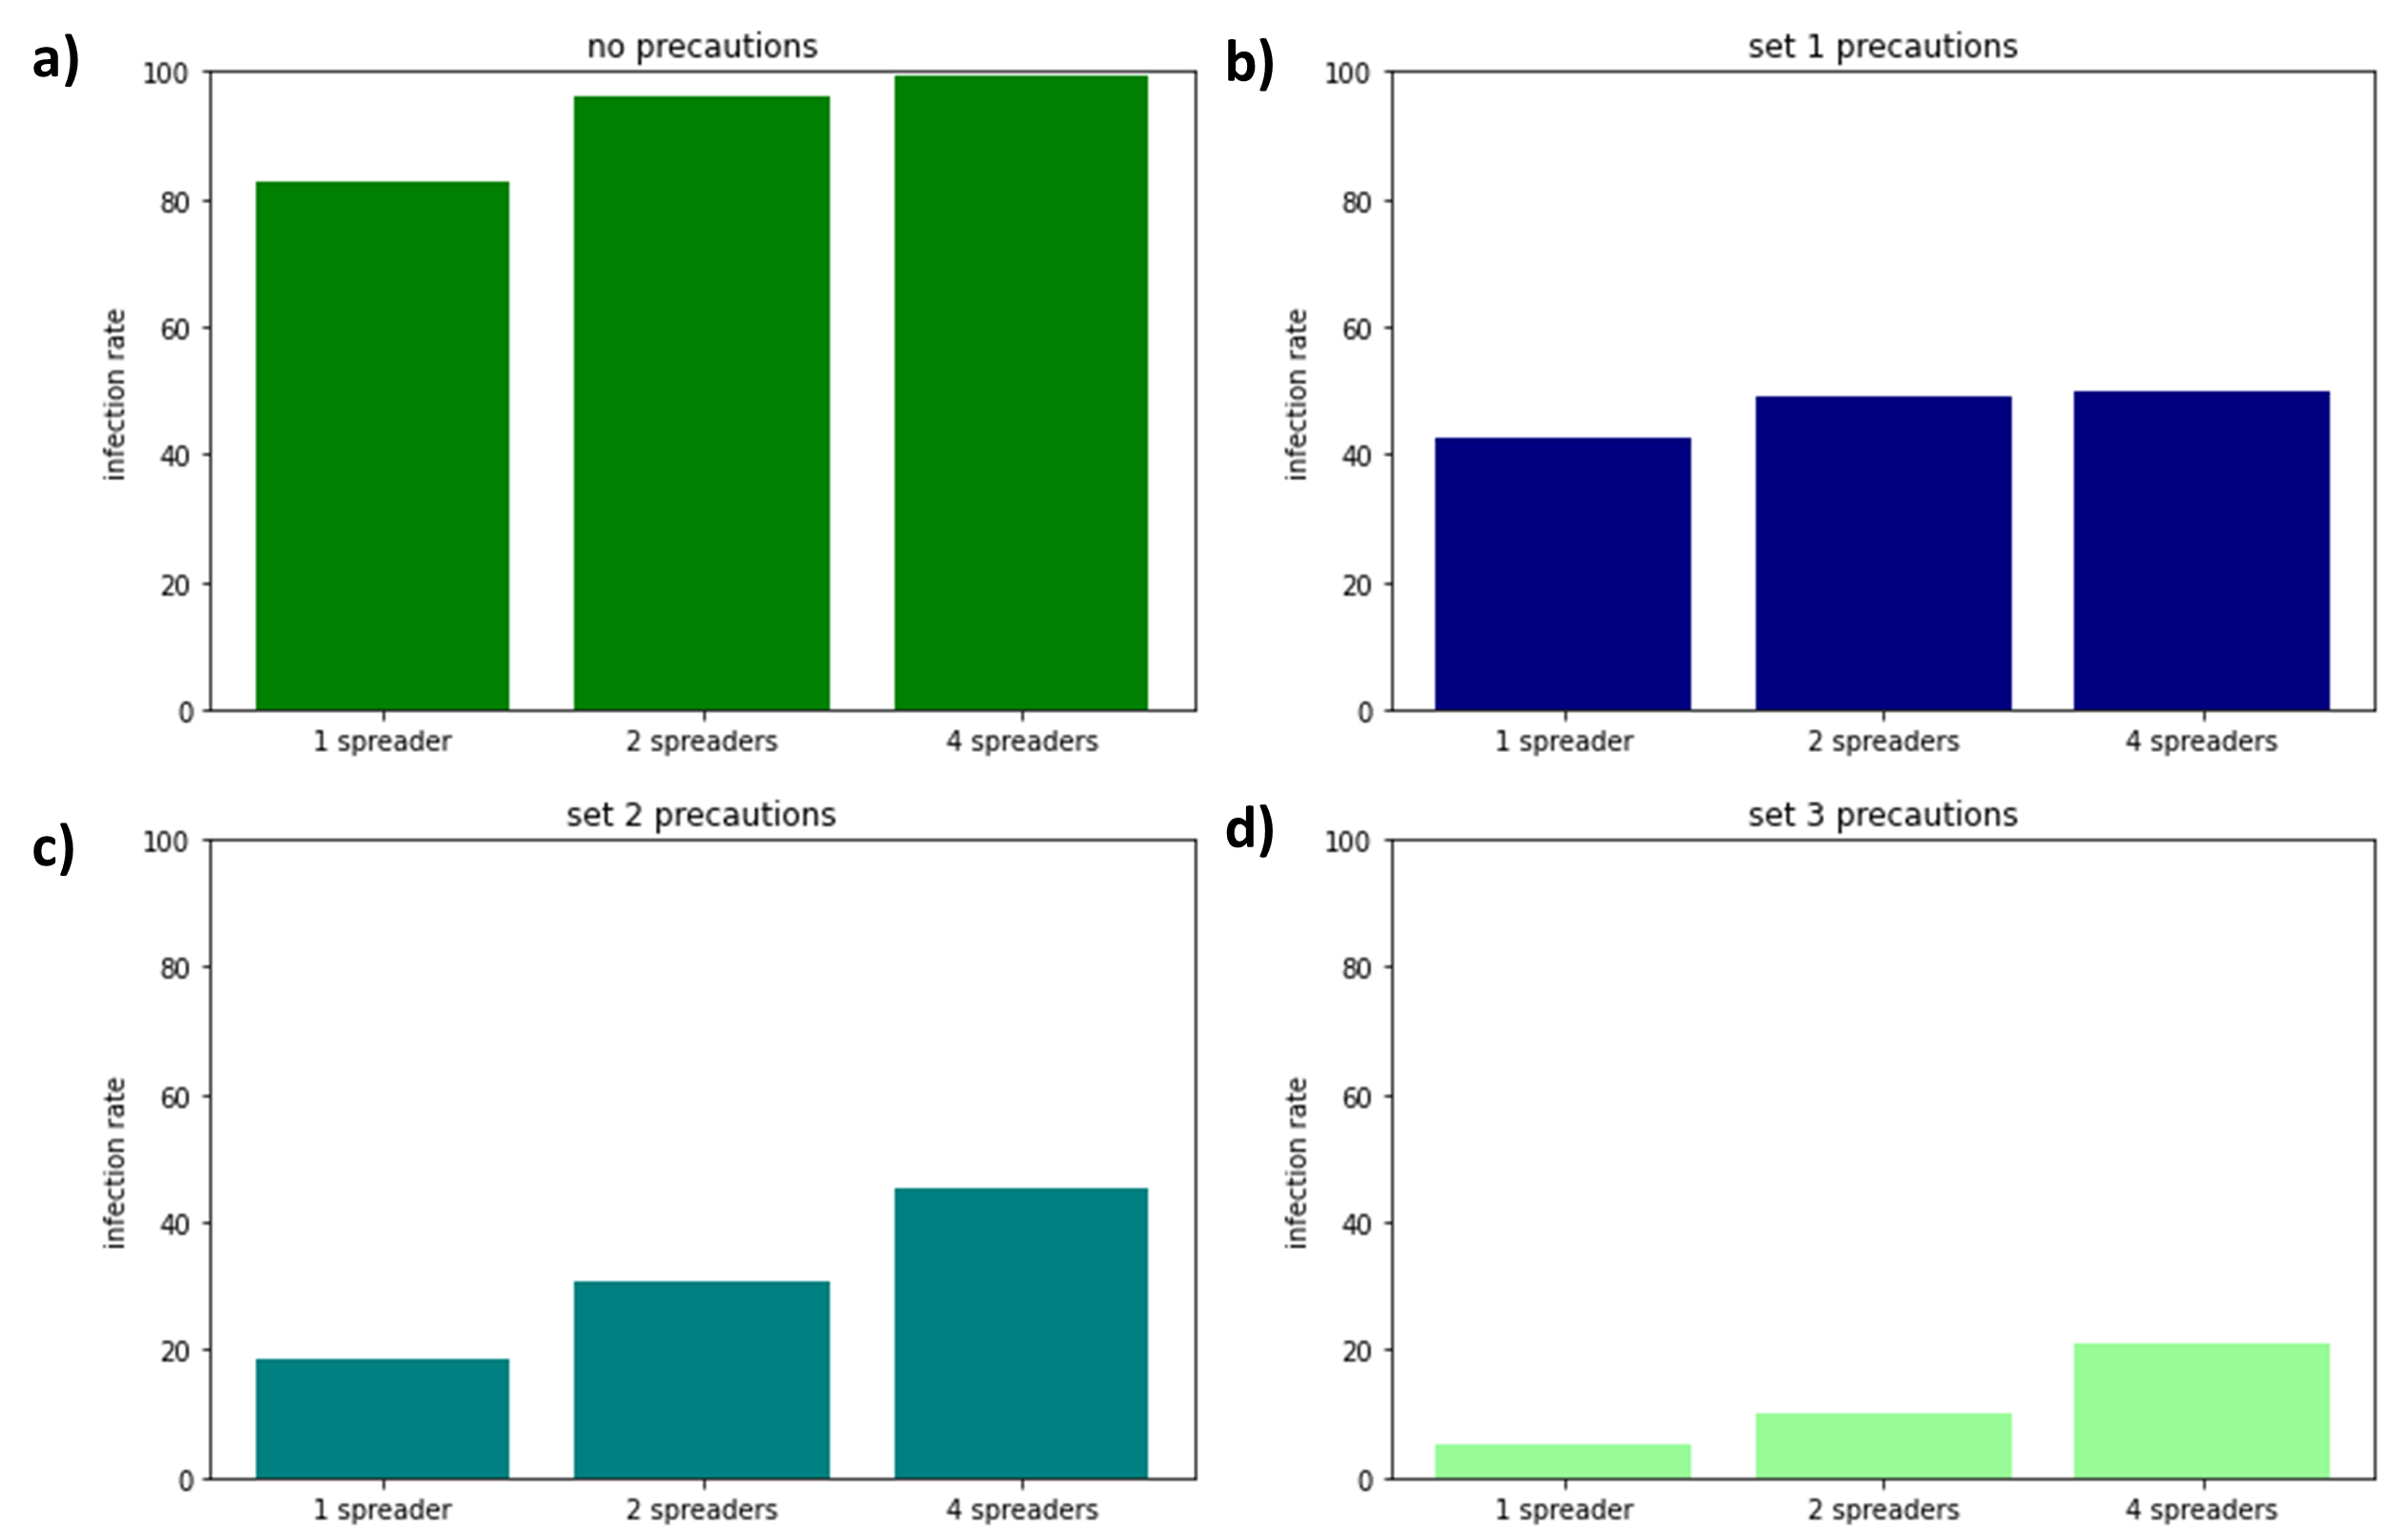 a)
no precautions
100
80
60
40
20
0
infection rate
1 spreader
2 spreaders
4 spreaders
b)
set 1 precautions
100
80
60
40
20
0
infection rate
1 spreader
2 spreaders
4 spreaders
c)
set 2 precautions
100
80
60
40
20
0
infection rate
1 spreader
2 spreaders
4 spreaders
d)
set 3 precautions
100
80
60
40
20
0
infection rate
1 spreader
2 spreaders
4 spreaders